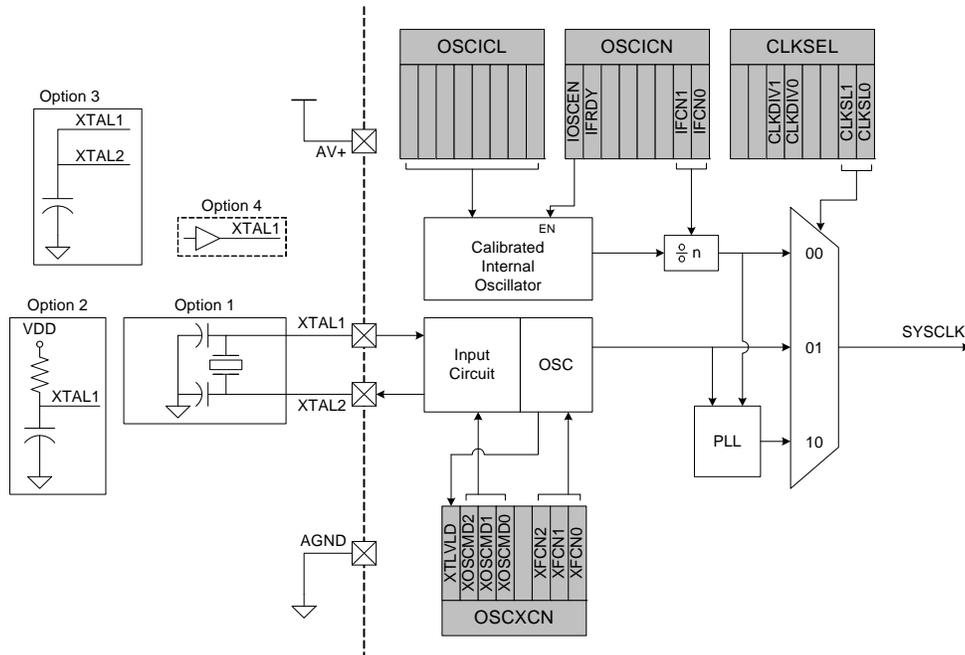 OSCICL
OSCICN
IOSCEN
IFRDY
IFCN1
IFCN0
CLKSEL
CLKDIV1
CLKDIV0
CLKSL1
CLKSL0
Option 3
XTAL1
XTAL2
AV+
Option 4
XTAL1
EN
Calibrated
Internal
Oscillator
n
00
Option 2
VDD
XTAL1
Option 1
XTAL1
XTAL2
Input
Circuit
OSC
01
SYSCLK
PLL
10
AGND
XTLVLD
XOSCMD2
XOSCMD1
XOSCMD0
XFCN2
XFCN1
XFCN0
OSCXCN